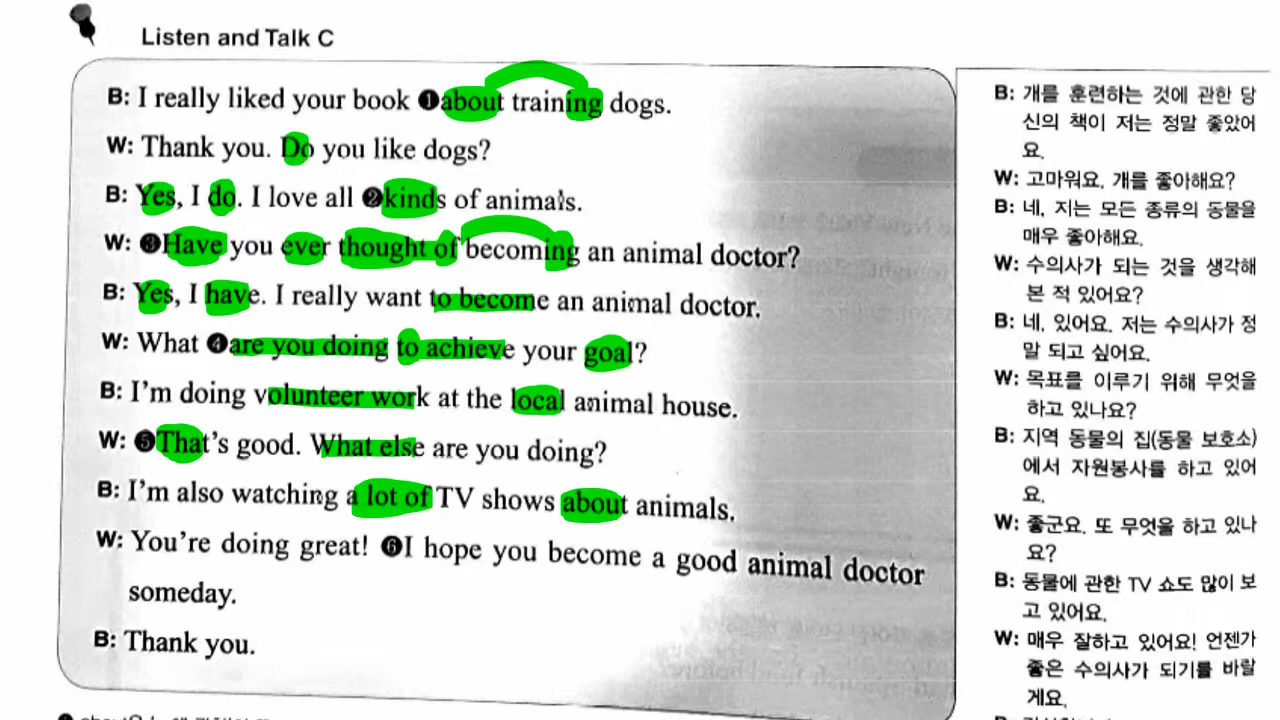 Listen and Talk C
B: I really liked your book ❶about training dogs.
W: Thank you. Do you like dogs?
B: Yes, I do. I love all ❷kinds of animals.
W: ❸Have you ever thought of becoming an animal doctor?
B: Yes, I have. I really want to become an animal doctor.
W: What ❹are you doing to achieve your goal?
B: I'm doing volunteer work at the local animal house.
W: ❺That's good. What else are you doing?
B: I'm also watching a lot of TV shows about animals.
W: You're doing great! ❻I hope you become a good animal doctor
someday.
B: Thank you.
B: 개를 훈련하는 것에 관한 당
신의 책이 저는 정말 좋았어
요.
W: 고마워요. 개를 좋아해요?
B: 네, 저는 모든 종류의 동물을
매우 좋아해요.
W: 수의사가 되는 것을 생각해
본 적 있어요?
B: 네, 있어요. 저는 수의사가 정
말 되고 싶어요.
W: 목표를 이루기 위해 무엇을
하고 있나요?
B: 지역 동물의 집(동물 보호소)
에서 자원봉사를 하고 있어
요.
W: 좋군요. 또 무엇을 하고 있나
요?
B: 동물에 관한 TV 쇼도 많이 보
고 있어요.
W: 매우 잘하고 있어요! 언젠가
좋은 수의사가 되기를 바랄
게요.